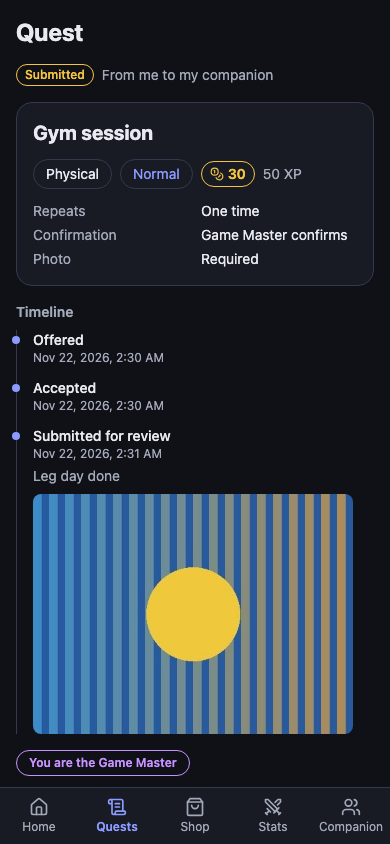 Quest
Submitted From me to my companion
Gym session
Physical Normal 30 50 XP
Repeats One time
Confirmation Game Master confirms
Photo Required
Timeline
Offered
Nov 22, 2026, 2:30 AM
Accepted
Nov 22, 2026, 2:30 AM
Submitted for review
Nov 22, 2026, 2:31 AM
Leg day done
You are the Game Master
Home Quests Shop Stats Companion